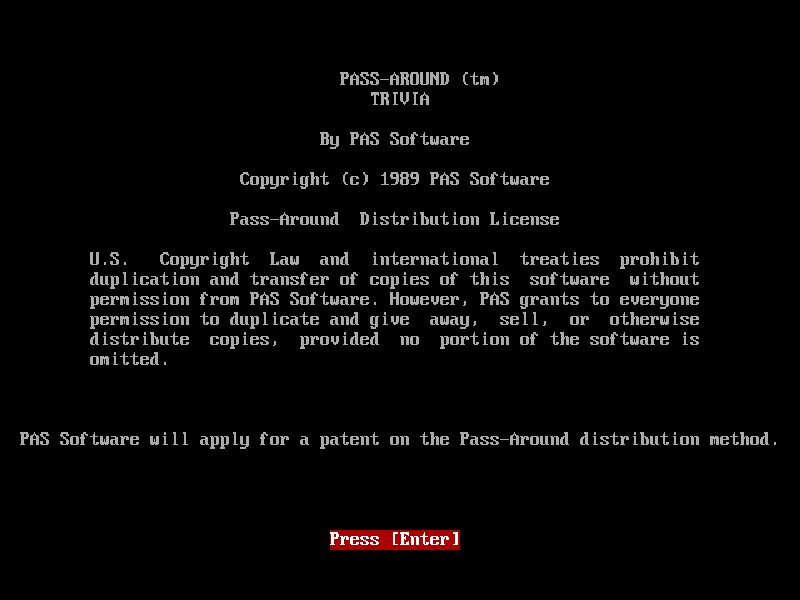 PASS-AROUND (tm)
TRIVIA
By PAS Software
Copyright (c) 1989 PAS Software
Pass-Around  Distribution License
U.S.   Copyright  Law  and  international  treaties  prohibit
duplication and transfer of copies of this  software  without
permission from PAS Software. However, PAS grants to everyone
permission to duplicate and give  away,  sell,  or  otherwise
distribute  copies,  provided  no  portion of the software is
omitted.
PAS Software will apply for a patent on the Pass-Around distribution method.
Press [Enter]